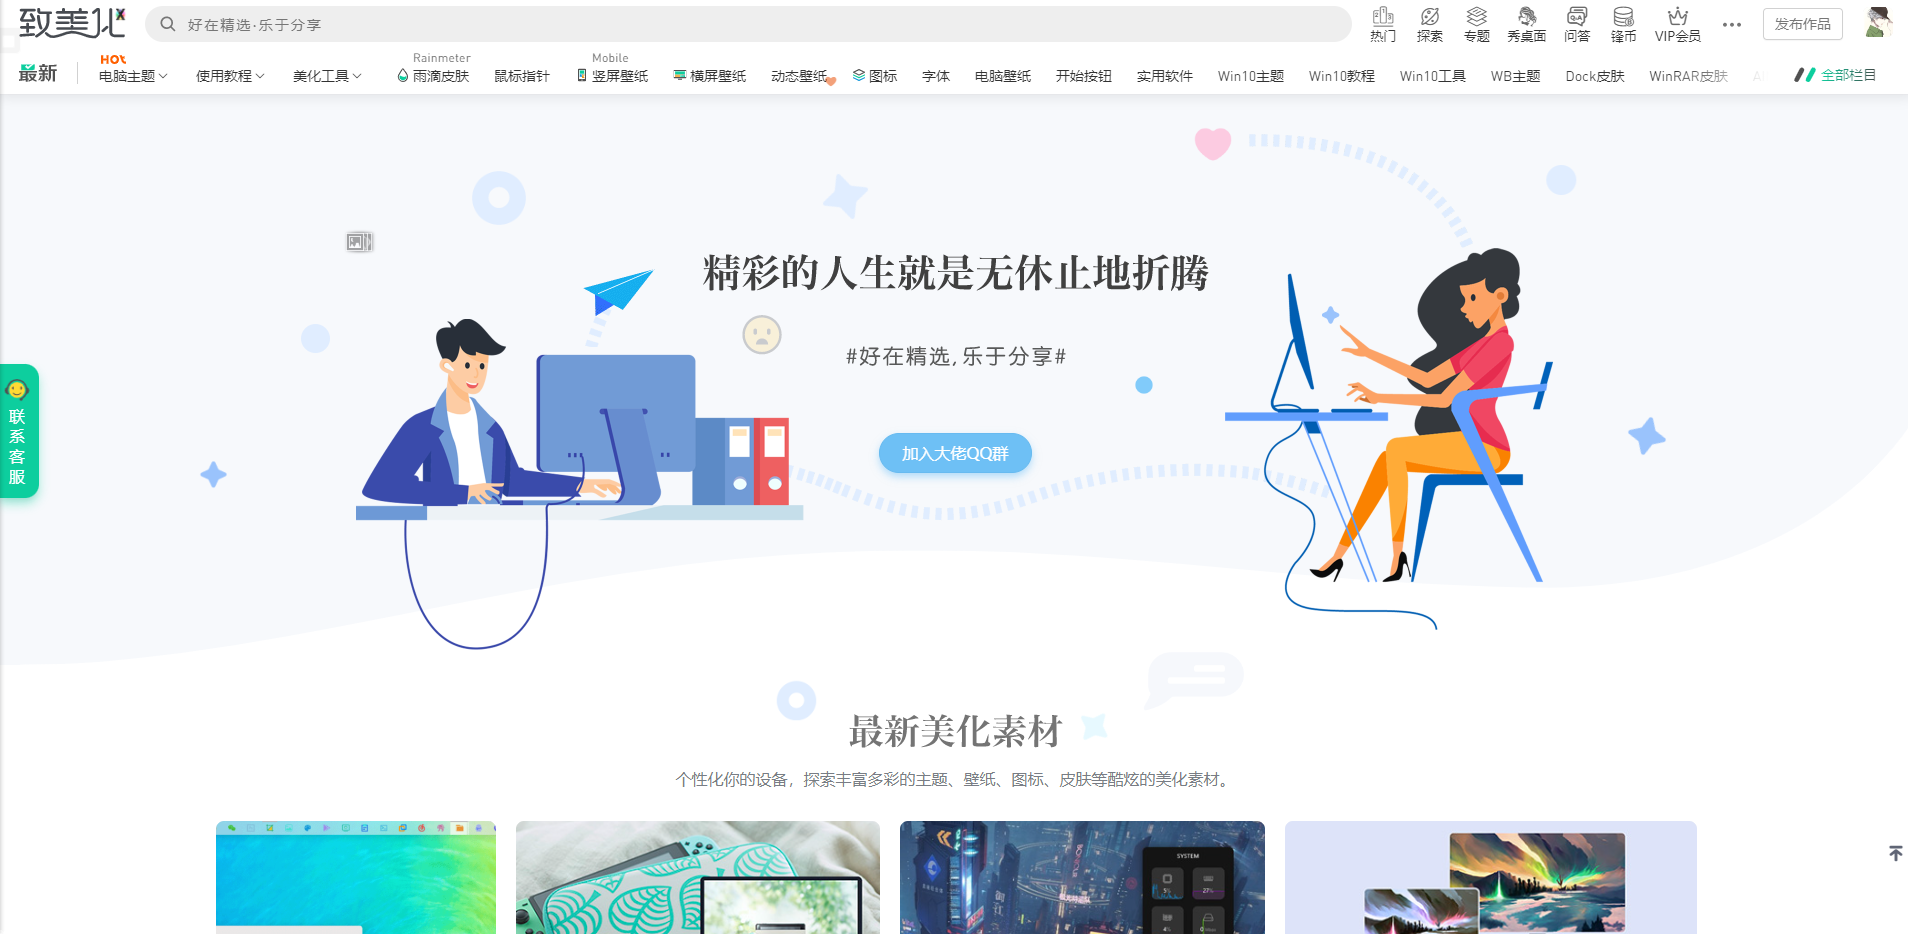 致美化
好在精选·乐于分享
热门
探索
专题
秀桌面
问答
锋币
VIP会员
发布作品
最新
HOT
电脑主题
使用教程
美化工具
Rainmeter
雨滴皮肤
鼠标指针
Mobile
竖屏壁纸
横屏壁纸
动态壁纸
图标
字体
电脑壁纸
开始按钮
实用软件
Win10主题
Win10教程
Win10工具
WB主题
Dock皮肤
WinRAR皮肤
全部栏目
精彩的人生就是无休止地折腾
#好在精选,乐于分享#
加入大佬QQ群
联系客服
最新美化素材
个性化你的设备，探索丰富多彩的主题、壁纸、图标、皮肤等酷炫的美化素材。
SYSTEM
5%
27%
4%